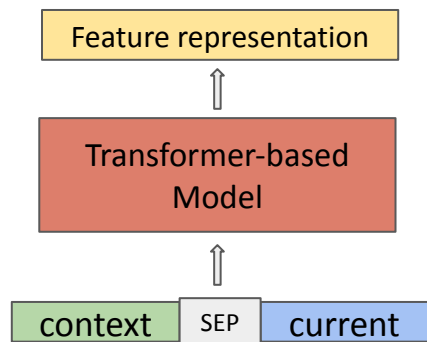 Feature representation
Transformer-based
Model
context SEP current